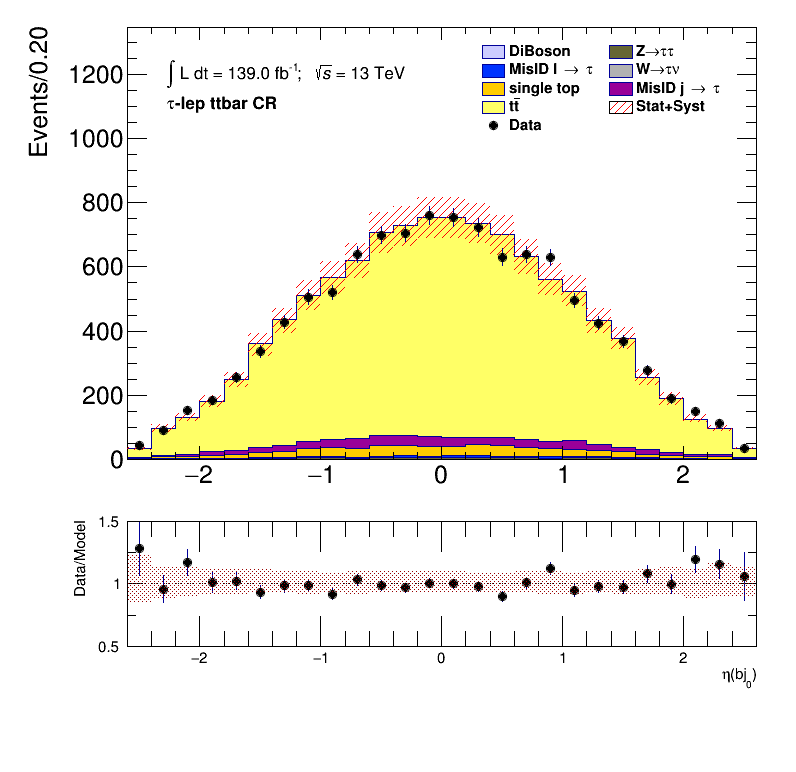 Events/0.20
1200
1000
800
600
400
200
0
∫ L dt = 139.0 fb⁻¹; √s = 13 TeV
τ-lep ttbar CR
DiBoson
MisID l → τ
single top
tt̄
Data
Z→ττ
W→τν
MisID j → τ
Stat+Syst
−2 −1 0 1 2
Data/Model
1.5
1
0.5
−2 −1 0 1 2
η(bj₀)